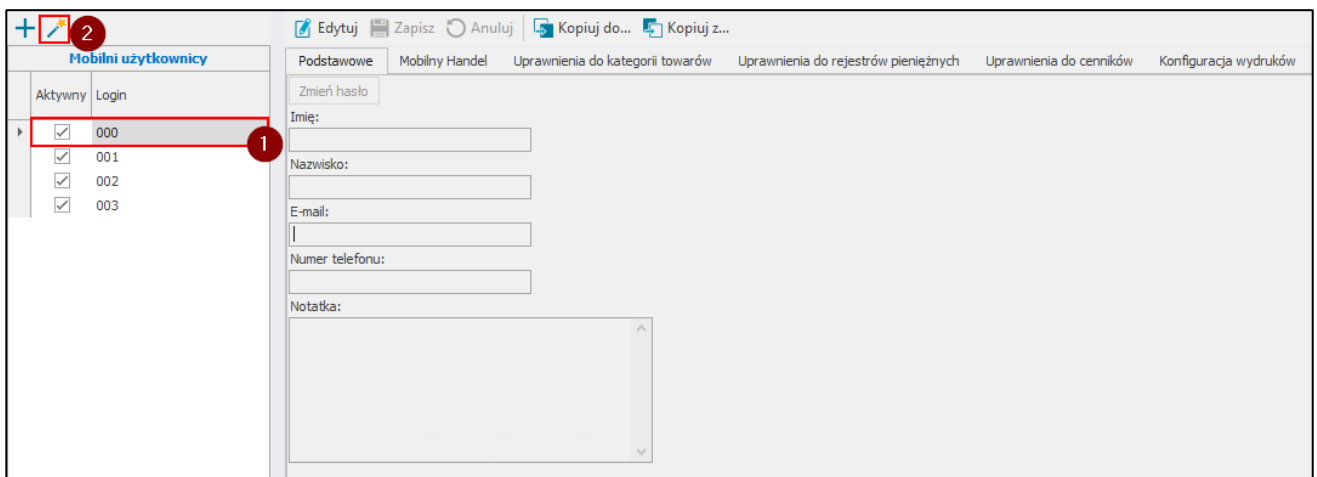 2
Edytuj Zapisz Anuluj Kopiuj do... Kopiuj z...
Mobilni użytkownicy
Podstawowe Mobilny Handel Uprawnienia do kategorii towarów Uprawnienia do rejestrów pieniężnych Uprawnienia do cenników Konfiguracja wydruków
Aktywny Login
Zmień hasło
Imię:
000
1
001
Nazwisko:
002
003
E-mail:
Numer telefonu:
Notatka: